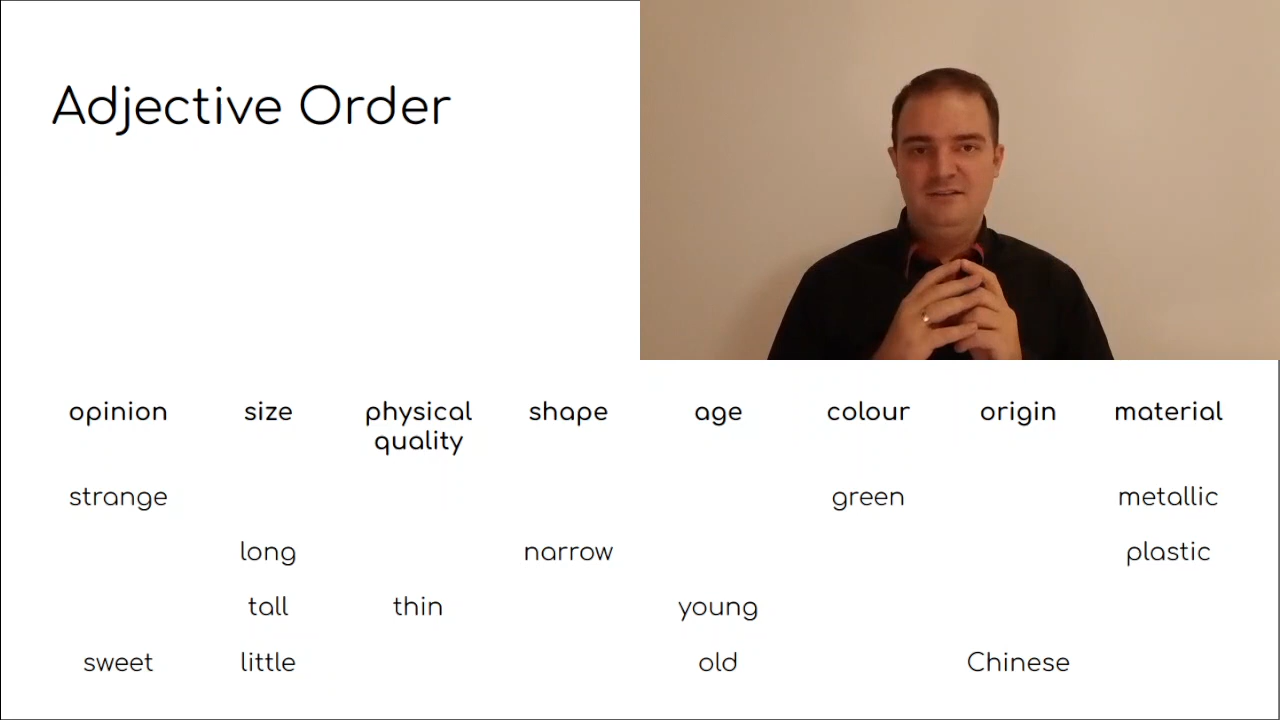 Adjective Order
opinion size physical quality shape age colour origin material
strange green metallic
long narrow plastic
tall thin young
sweet little old Chinese